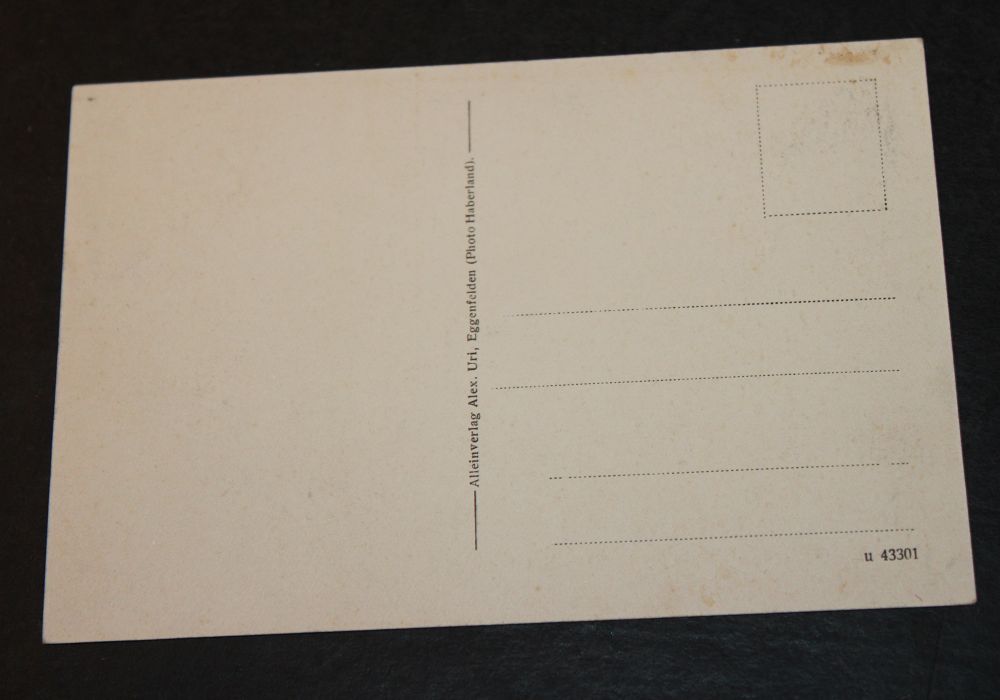 Alleinverlag Alex. Uri, Eggenfelden (Photo Haberland).
u 43301